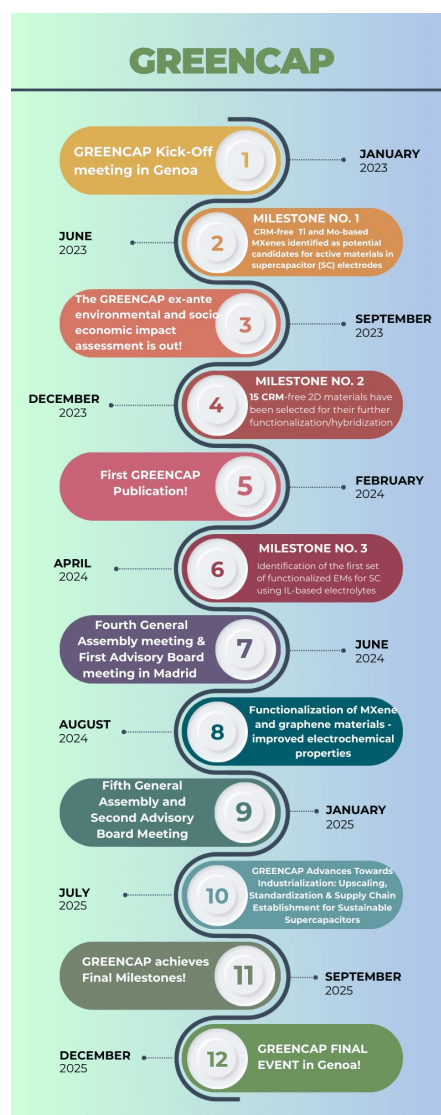 GREENCAP
GREENCAP Kick-Off
meeting in Genoa
1
JANUARY
2023
JUNE
2023
2
MILESTONE NO. 1
CRM-free Ti and Mo-based
MXenes identified as potential
candidates for active materials in
supercapacitor (SC) electrodes
The GREENCAP ex-ante
environmental and socio-
economic impact
assessment is out!
3
SEPTEMBER
2023
DECEMBER
2023
4
MILESTONE NO. 2
15 CRM-free 2D materials have
been selected for their further
functionalization/hybridization
First GREENCAP
Publication!
5
FEBRUARY
2024
APRIL
2024
6
MILESTONE NO. 3
Identification of the first set
of functionalized EMs for SC
using IL-based electrolytes
Fourth General
Assembly meeting &
First Advisory Board
meeting in Madrid
7
JUNE
2024
AUGUST
2024
8
Functionalization of MXene
and graphene materials -
improved electrochemical
properties
Fifth General
Assembly and
Second Advisory
Board Meeting
9
JANUARY
2025
JULY
2025
10
GREENCAP Advances Towards
Industrialization: Upscaling,
Standardization & Supply Chain
Establishment for Sustainable
Supercapacitors
GREENCAP achieves
Final Milestones!
11
SEPTEMBER
2025
DECEMBER
2025
12
GREENCAP FINAL
EVENT in Genoa!